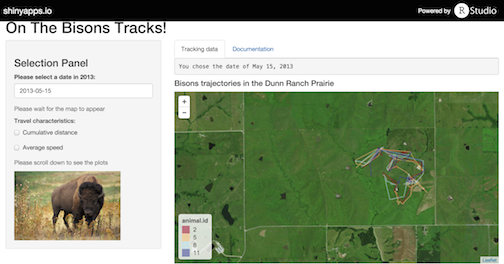 shinyapps.io
Powered by R Studio
On The Bisons Tracks!
Selection Panel
Please select a date in 2013:
2013-05-15
Please wait for the map to appear
Travel characteristics:
Cumulative distance
Average speed
Please scroll down to see the plots
Tracking data
Documentation
You chose the date of May 15, 2013
Bisons trajectories in the Dunn Ranch Prairie
+
−
animal.id
2
5
8
11
Leaflet